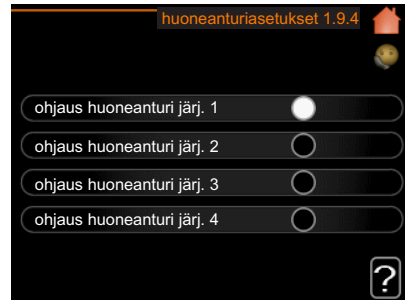 huoneanturiasetukset 1.9.4
ohjaus huoneanturi järj. 1
ohjaus huoneanturi järj. 2
ohjaus huoneanturi järj. 3
ohjaus huoneanturi järj. 4
?